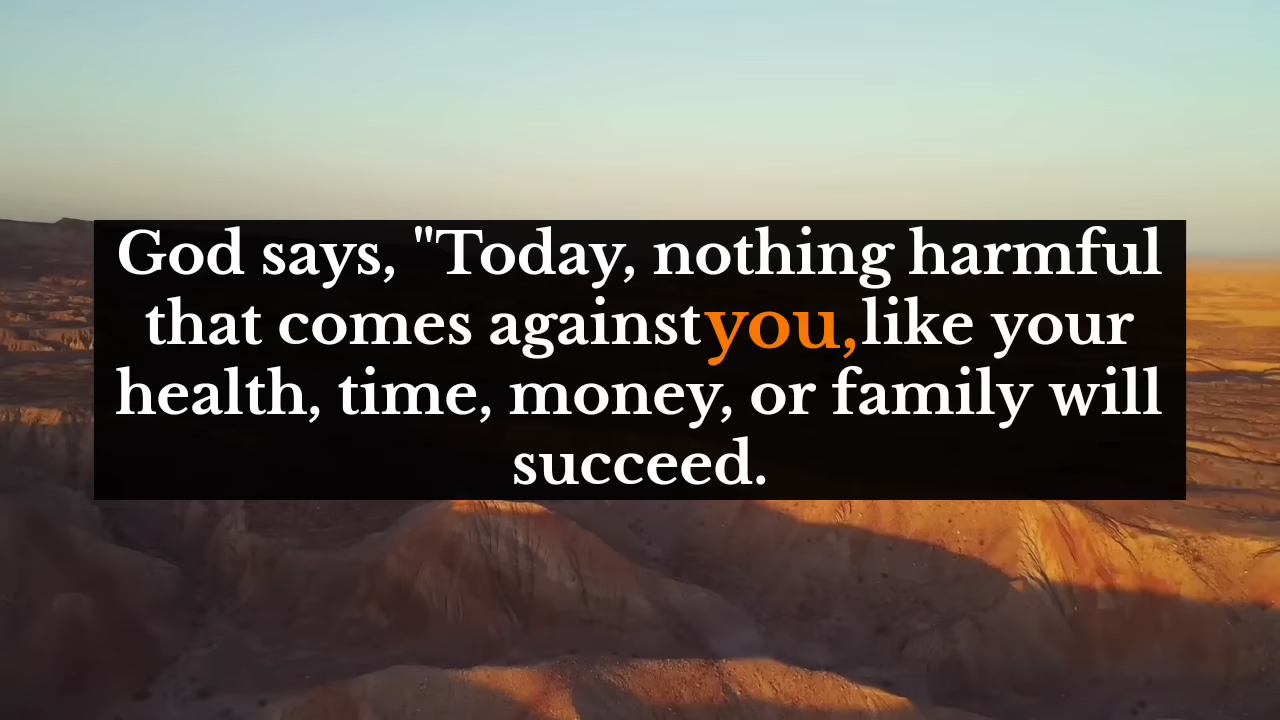 God says, "Today, nothing harmful
that comes against you, like your
health, time, money, or family will
succeed.